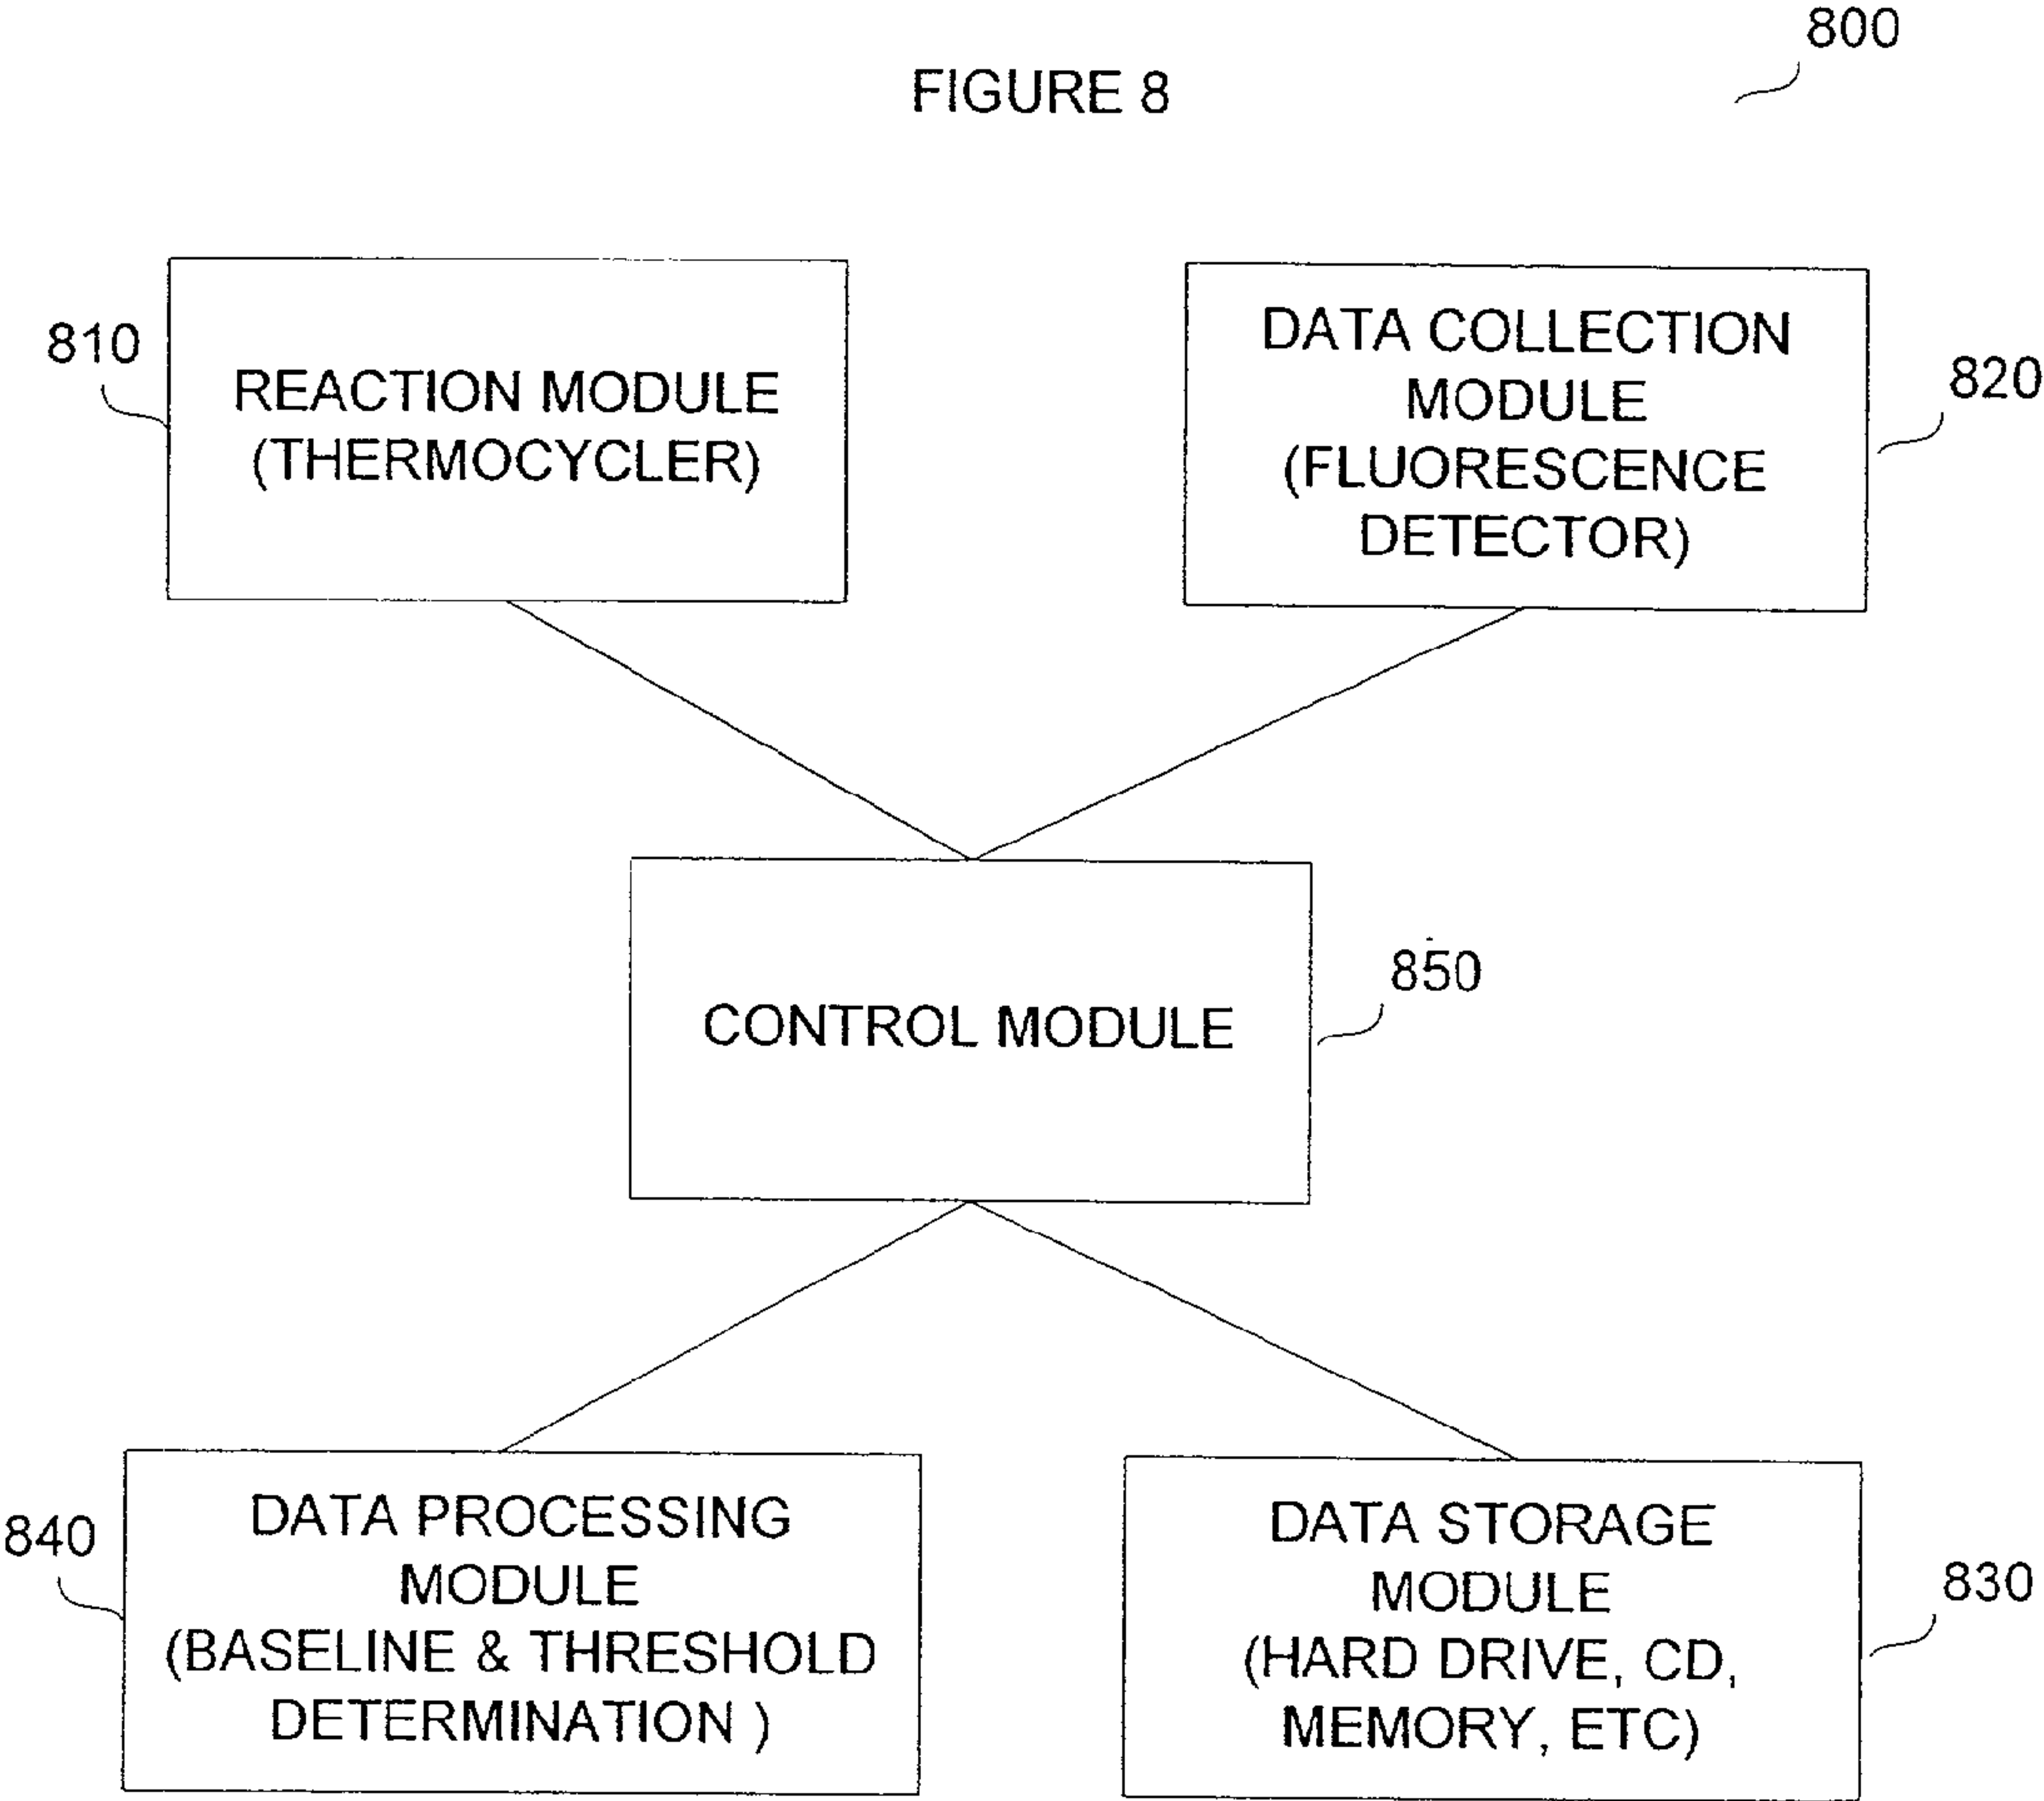 800
FIGURE 8
810
REACTION MODULE
(THERMOCYCLER)
DATA COLLECTION
MODULE
(FLUORESCENCE
DETECTOR)
820
CONTROL MODULE
850
840
DATA PROCESSING
MODULE
(BASELINE & THRESHOLD
DETERMINATION )
DATA STORAGE
MODULE
(HARD DRIVE, CD,
MEMORY, ETC)
830